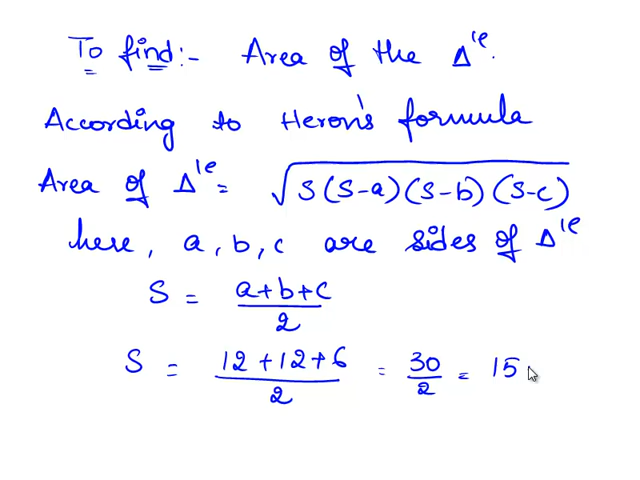 To find:- Area of the Δ^le.
According to Heron's formula
Area of Δ^le = √S(S-a)(S-b)(S-c)
here, a, b, c are sides of Δ^le
S = a+b+c/2
S = 12+12+6/2 = 30/2 = 15